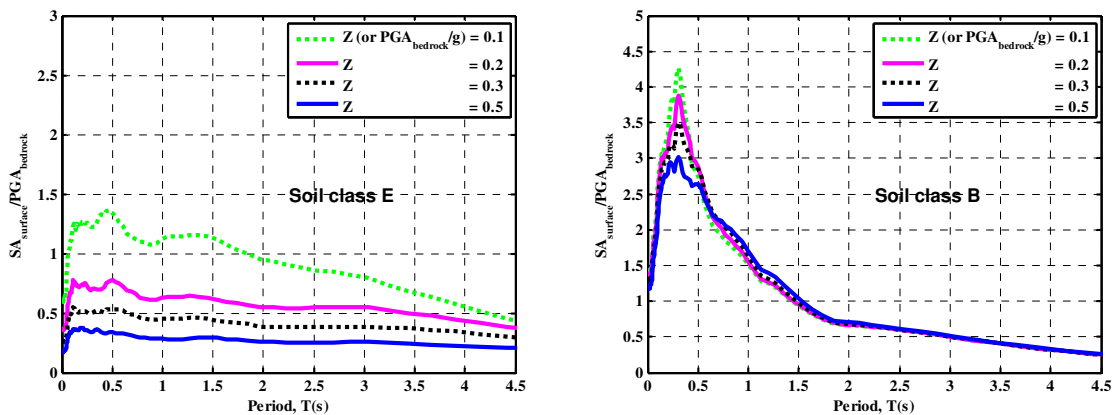 3
2.5
2
1.5
1
0.5
0
0 0.5 1 1.5 2 2.5 3 3.5 4 4.5
SA_surface/PGA_bedrock
Period, T(s)
Z (or PGA_bedrock/g) = 0.1
Z = 0.2
Z = 0.3
Z = 0.5
Soil class E
5
4.5
4
3.5
3
2.5
2
1.5
1
0.5
0
0 0.5 1 1.5 2 2.5 3 3.5 4 4.5
SA_surface/PGA_bedrock
Period, T(s)
Z (or PGA_bedrock/g) = 0.1
Z = 0.2
Z = 0.3
Z = 0.5
Soil class B